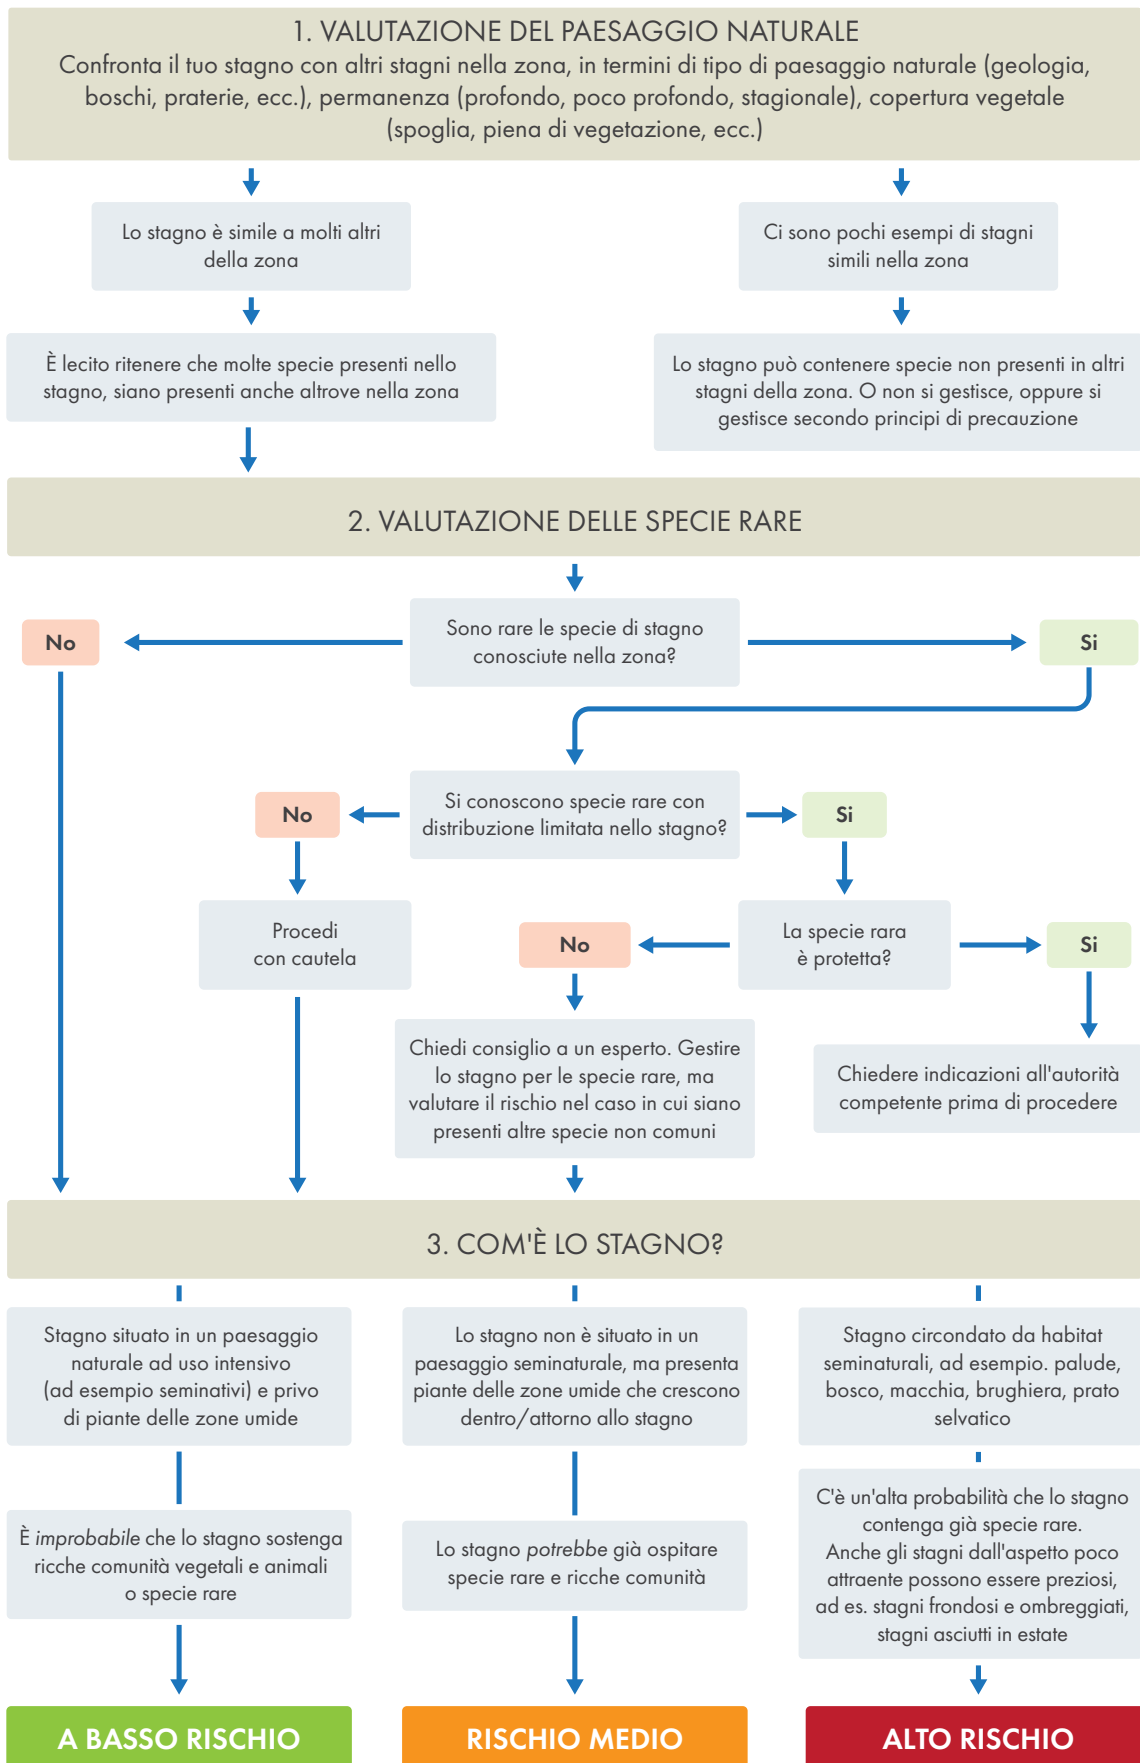 1. VALUTAZIONE DEL PAESAGGIO NATURALE
Confronta il tuo stagno con altri stagni nella zona, in termini di tipo di paesaggio naturale (geologia,
boschi, praterie, ecc.), permanenza (profondo, poco profondo, stagionale), copertura vegetale
(spoglia, piena di vegetazione, ecc.)
Lo stagno è simile a molti altri
della zona
Ci sono pochi esempi di stagni
simili nella zona
È lecito ritenere che molte specie presenti nello
stagno, siano presenti anche altrove nella zona
Lo stagno può contenere specie non presenti in altri
stagni della zona. O non si gestisce, oppure si
gestisce secondo principi di precauzione
2. VALUTAZIONE DELLE SPECIE RARE
No
Sono rare le specie di stagno
conosciute nella zona?
Si
No
Si conoscono specie rare con
distribuzione limitata nello stagno?
Si
Procedi
con cautela
No
La specie rara
è protetta?
Si
Chiedi consiglio a un esperto. Gestire
lo stagno per le specie rare, ma
valutare il rischio nel caso in cui siano
presenti altre specie non comuni
Chiedere indicazioni all'autorità
competente prima di procedere
3. COM'È LO STAGNO?
Stagno situato in un paesaggio
naturale ad uso intensivo
(ad esempio seminativi) e privo
di piante delle zone umide
Lo stagno non è situato in un
paesaggio seminaturale, ma presenta
piante delle zone umide che crescono
dentro/attorno allo stagno
Stagno circondato da habitat
seminaturali, ad esempio. palude,
bosco, macchia, brughiera, prato
selvatico
È improbabile che lo stagno sostenga
ricche comunità vegetali e animali
o specie rare
Lo stagno potrebbe già ospitare
specie rare e ricche comunità
C'è un'alta probabilità che lo stagno
contenga già specie rare.
Anche gli stagni dall'aspetto poco
attraente possono essere preziosi,
ad es. stagni frondosi e ombreggiati,
stagni asciutti in estate
A BASSO RISCHIO
RISCHIO MEDIO
ALTO RISCHIO